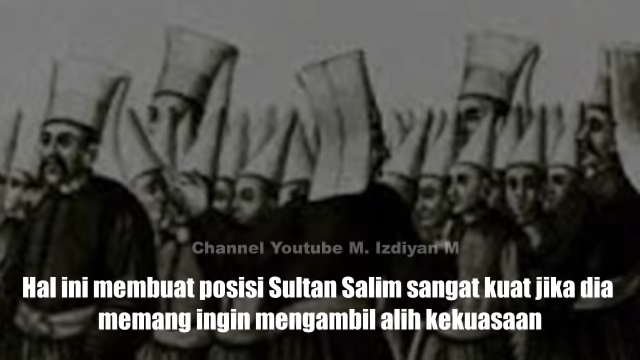 Channel Youtube M. Izdiyan M
Hal ini membuat posisi Sultan Salim sangat kuat jika dia
memang ingin mengambil alih kekuasaan